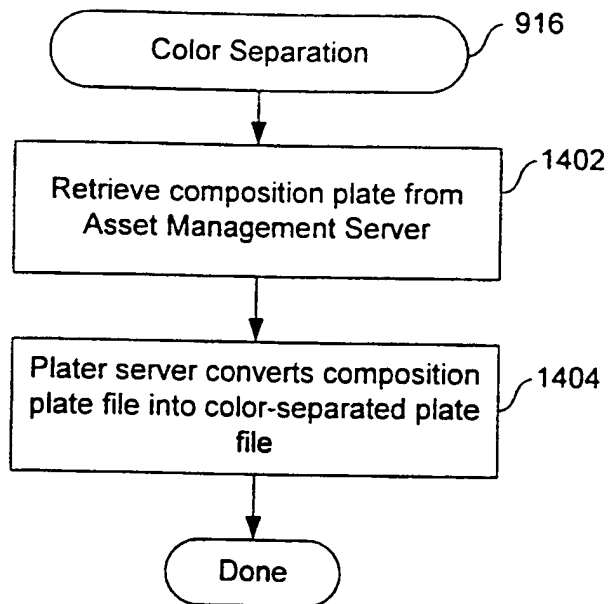 916
Color Separation
1402
Retrieve composition plate from
Asset Management Server
1404
Plater server converts composition
plate file into color-separated plate
file
Done